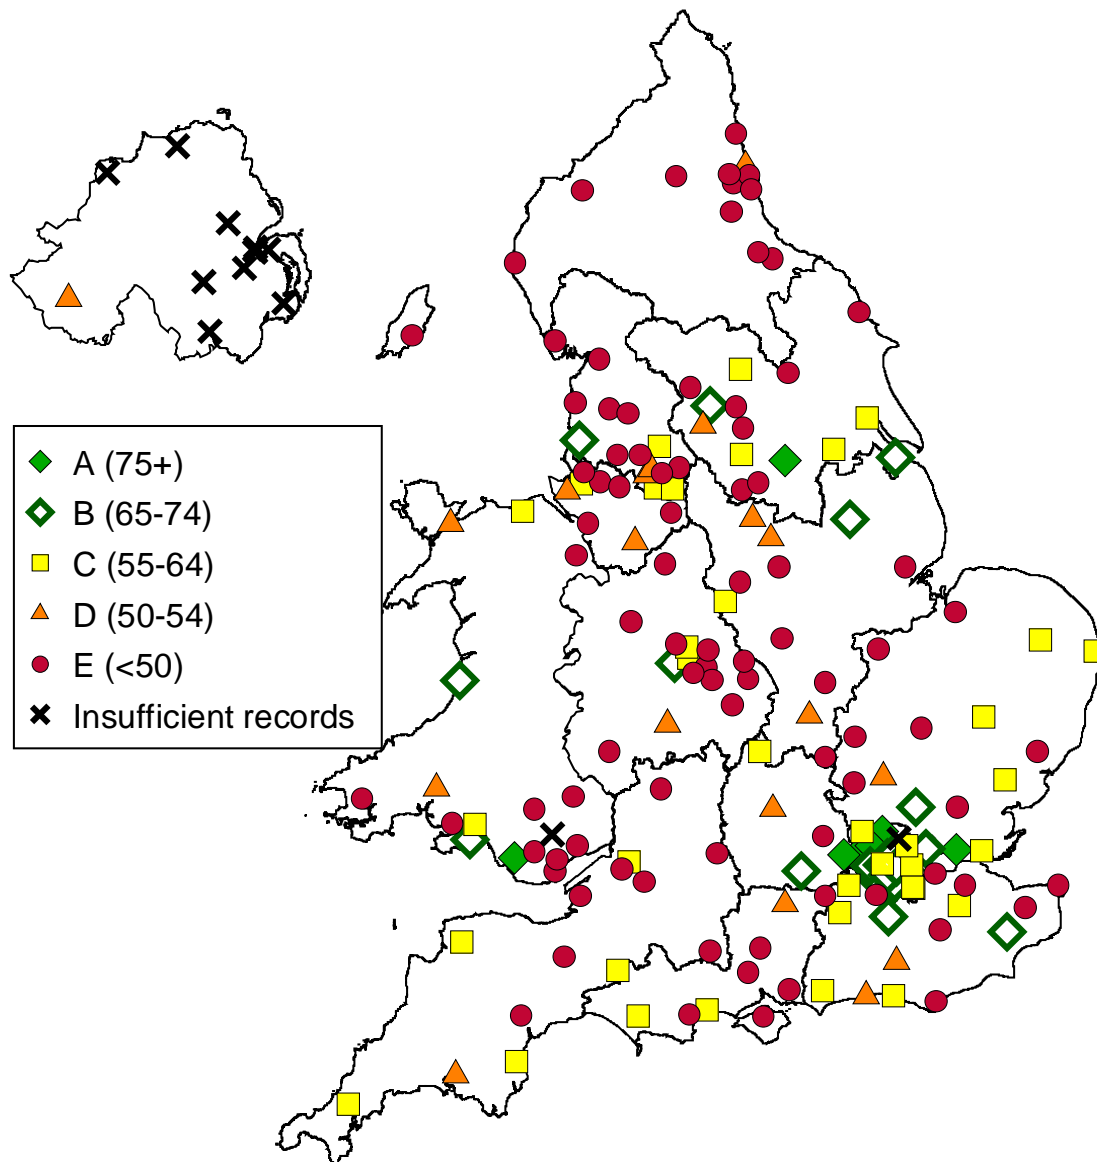 A (75+)
B (65-74)
C (55-64)
D (50-54)
E (<50)
Insufficient records